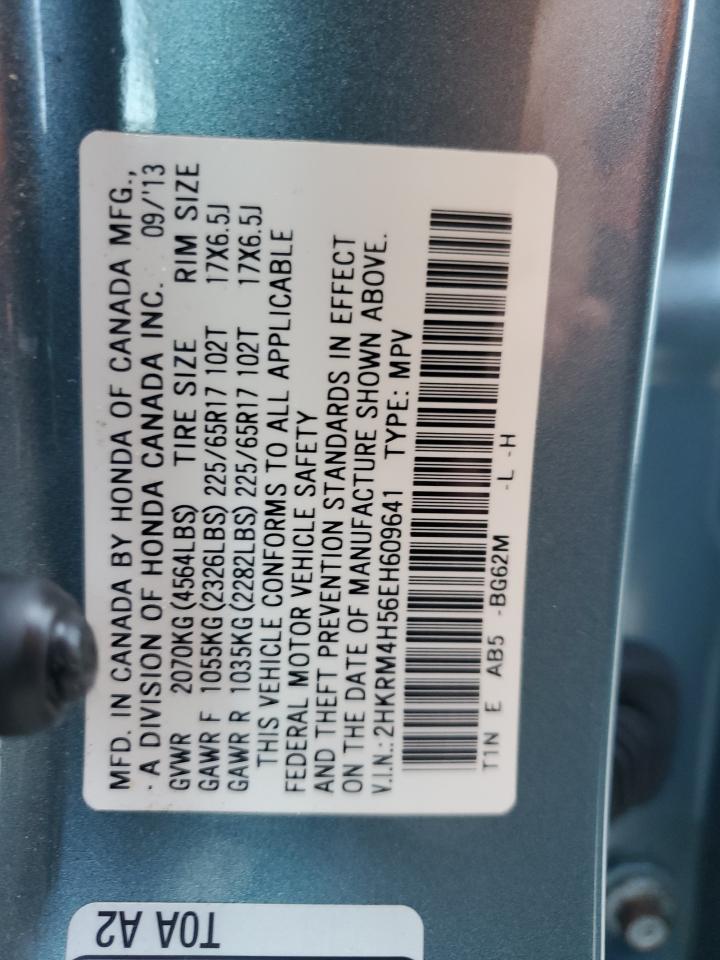 MFD. IN CANADA BY HONDA OF CANADA MFG.,
· A DIVISION OF HONDA CANADA INC. 09/'13
GVWR 2070KG(4564LBS) TIRE SIZE RIM SIZE
GAWR F 1055KG(2326LBS) 225/65R17 102T 17X6.5J
GAWR R 1035KG(2282LBS) 225/65R17 102T 17X6.5J
THIS VEHICLE CONFORMS TO ALL APPLICABLE
FEDERAL MOTOR VEHICLE SAFETY
AND THEFT PREVENTION STANDARDS IN EFFECT
ON THE DATE OF MANUFACTURE SHOWN ABOVE.
V.I.N.:2HKRM4H56EH609641 TYPE: MPV
T1N E AB5 -BG62M -L -H
T0A A2